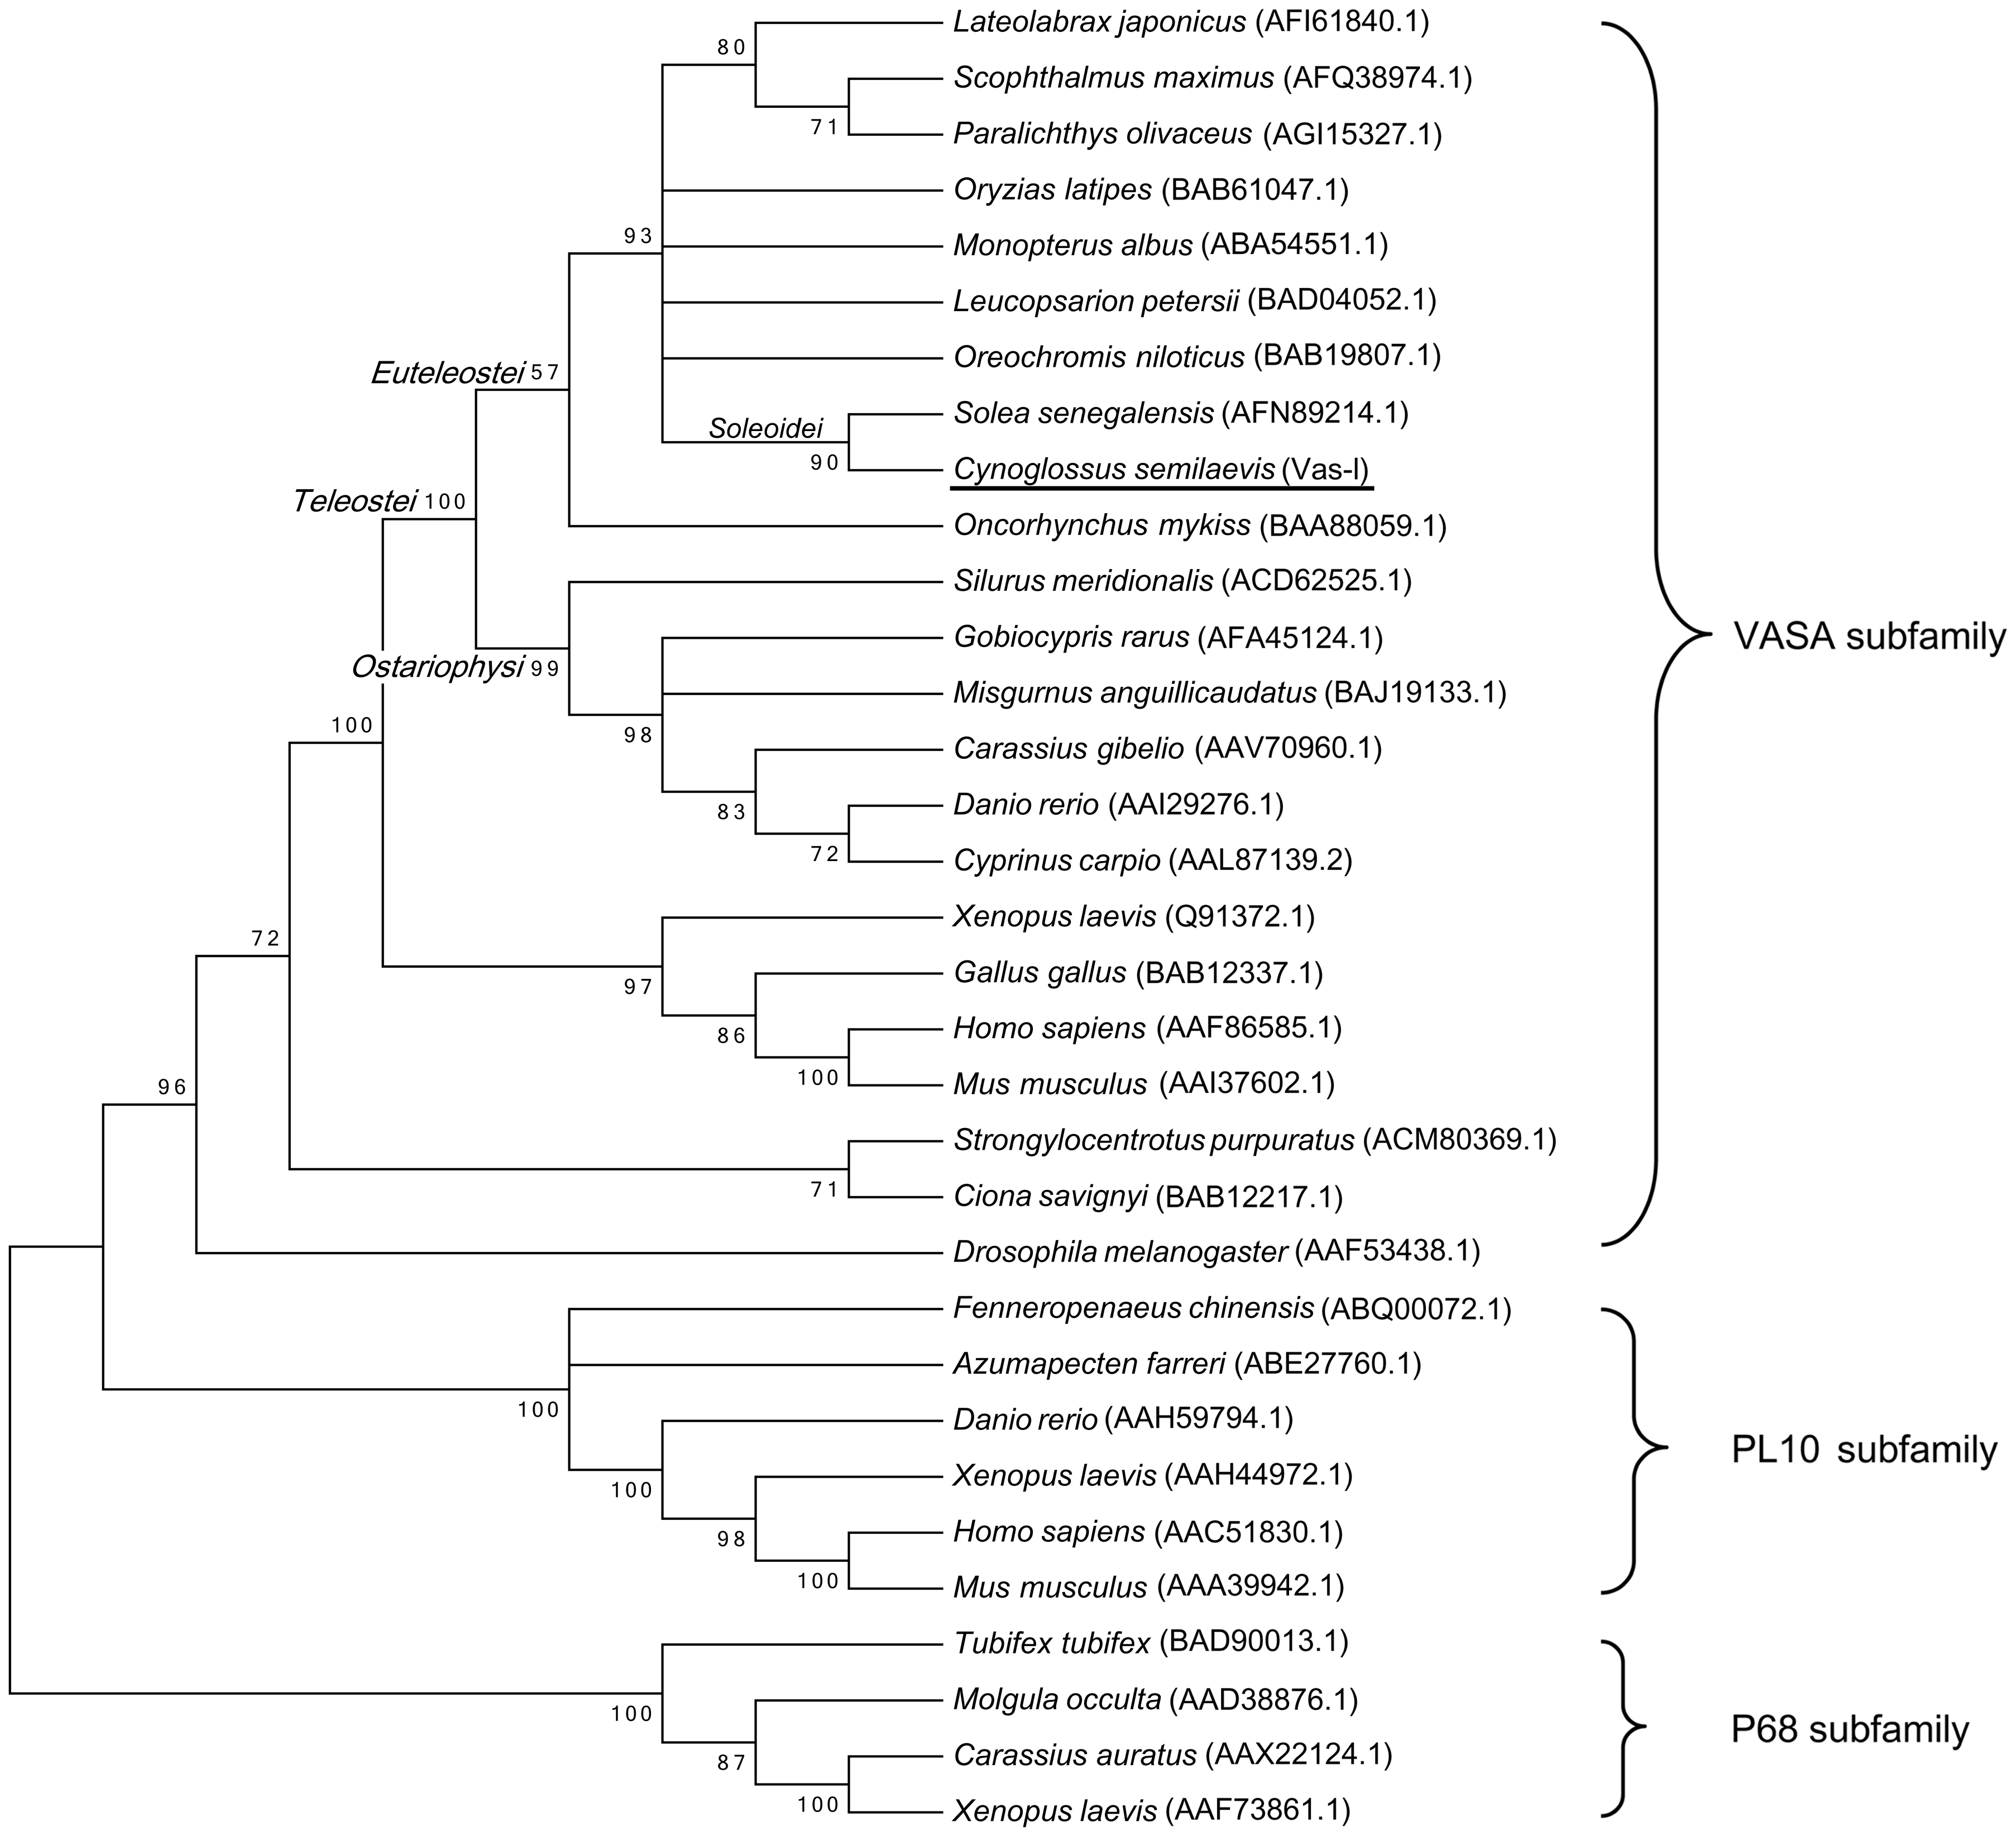 Lateolabrax japonicus (AFI61840.1)
80
Scophthalmus maximus (AFQ38974.1)
71
Paralichthys olivaceus (AGI15327.1)
Oryzias latipes (BAB61047.1)
93
Monopterus albus (ABA54551.1)
Leucopsarion petersii (BAD04052.1)
Oreochromis niloticus (BAB19807.1)
Euteleostei 57
Solea senegalensis (AFN89214.1)
Soleoidei
90
Cynoglossus semilaevis (Vas-l)
Teleostei 100
Oncorhynchus mykiss (BAA88059.1)
Silurus meridionalis (ACD62525.1)
Gobiocypris rarus (AFA45124.1)
VASA subfamily
Ostariophysi 99
Misgurnus anguillicaudatus (BAJ19133.1)
100
98
Carassius gibelio (AAV70960.1)
Danio rerio (AAI29276.1)
83
72
Cyprinus carpio (AAL87139.2)
Xenopus laevis (Q91372.1)
72
Gallus gallus (BAB12337.1)
97
Homo sapiens (AAF86585.1)
86
100
Mus musculus (AAI37602.1)
96
Strongylocentrotus purpuratus (ACM80369.1)
71
Ciona savignyi (BAB12217.1)
Drosophila melanogaster (AAF53438.1)
Fenneropenaeus chinensis (ABQ00072.1)
Azumapecten farreri (ABE27760.1)
100
Danio rerio (AAH59794.1)
PL10 subfamily
Xenopus laevis (AAH44972.1)
100
Homo sapiens (AAC51830.1)
98
100
Mus musculus (AAA39942.1)
Tubifex tubifex (BAD90013.1)
Molgula occulta (AAD38876.1)
100
P68 subfamily
Carassius auratus (AAX22124.1)
87
100
Xenopus laevis (AAF73861.1)